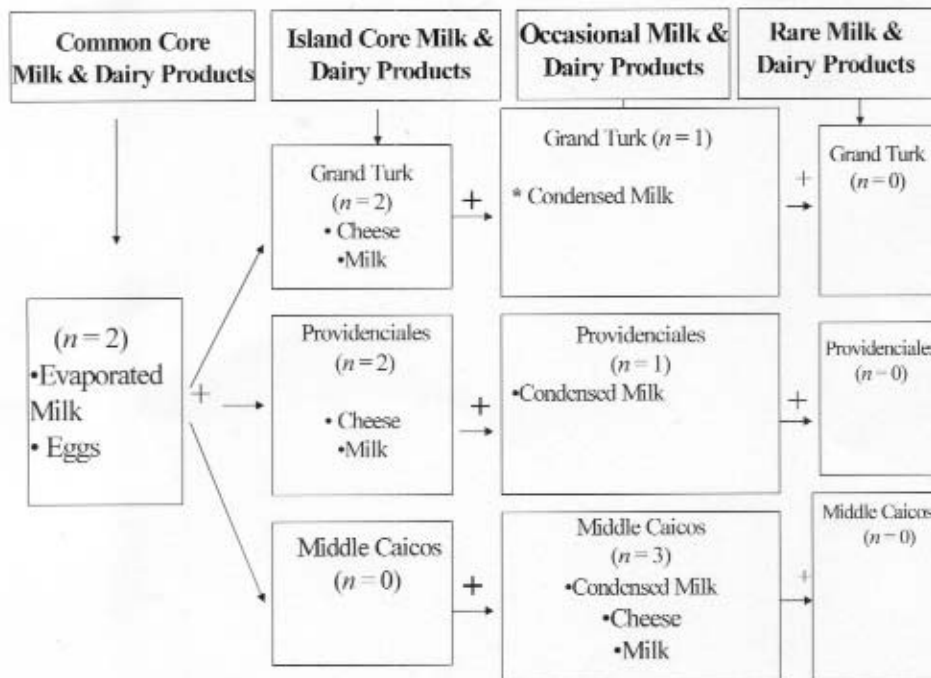 Common Core
Milk & Dairy Products
Island Core Milk &
Dairy Products
Occasional Milk &
Dairy Products
Rare Milk &
Dairy Products
Grand Turk
(n = 2)
• Cheese
•Milk
+
Grand Turk (n = 1)
* Condensed Milk
+
Grand Turk
(n = 0)
(n = 2)
•Evaporated
Milk
• Eggs
+
Providenciales
(n = 2)
• Cheese
• Milk
+
Providenciales
(n = 1)
•Condensed Milk
+
Providenciales
(n = 0)
Middle Caicos
(n = 0)
+
Middle Caicos
(n = 3)
•Condensed Milk
•Cheese
•Milk
+
Middle Caicos
(n = 0)